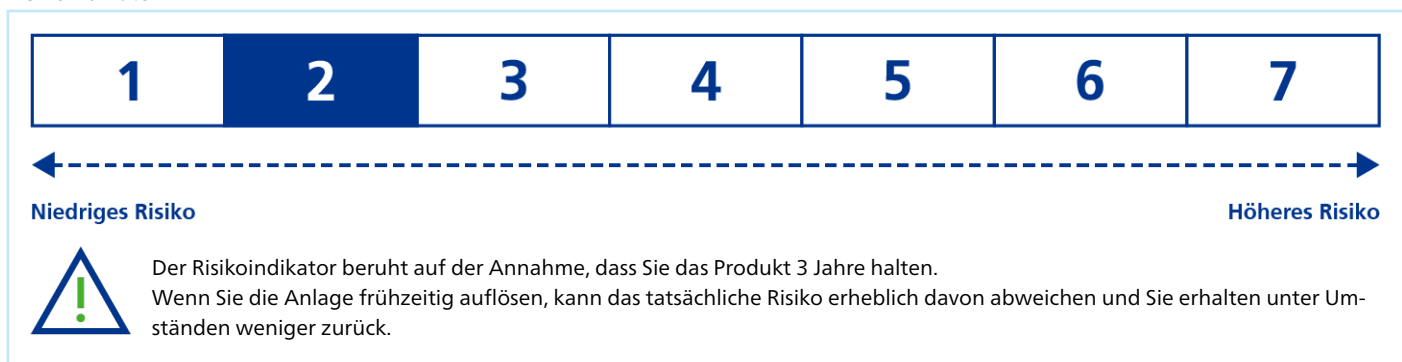 1 2 3 4 5 6 7
Niedriges Risiko Höheres Risiko
Der Risikoindikator beruht auf der Annahme, dass Sie das Produkt 3 Jahre halten.
Wenn Sie die Anlage frühzeitig auflösen, kann das tatsächliche Risiko erheblich davon abweichen und Sie erhalten unter Um-
ständen weniger zurück.